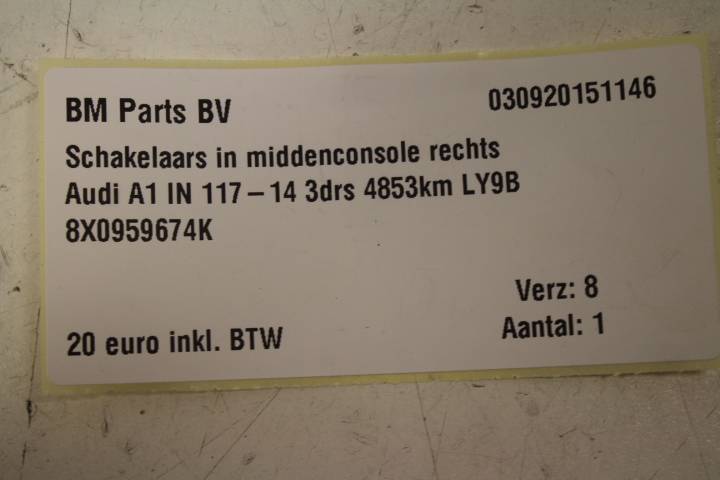 BM Parts BV
030920151146
Schakelaars in middenconsole rechts
Audi A1 IN 117-14 3drs 4853km LY9B
8X0959674K
Verz: 8
20 euro inkl. BTW
Aantal: 1